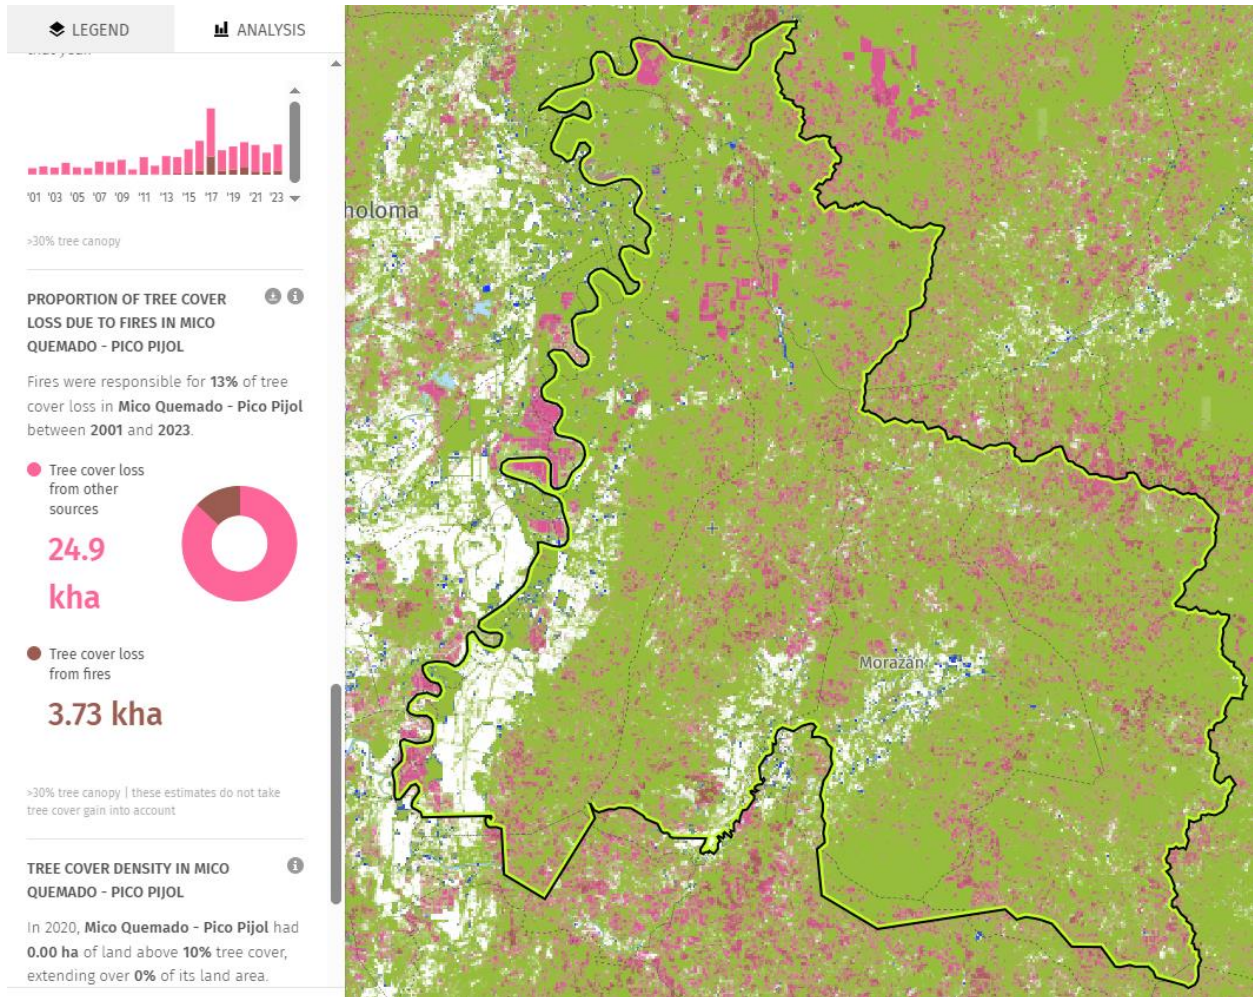 LEGEND
ANALYSIS
that year.
'01 '03 '05 '07 '09 '11 '13 '15 '17 '19 '21 '23
>30% tree canopy
PROPORTION OF TREE COVER
LOSS DUE TO FIRES IN MICO
QUEMADO - PICO PIJOL
Fires were responsible for 13% of tree
cover loss in Mico Quemado - Pico Pijol
between 2001 and 2023.
Tree cover loss
from other
sources
24.9
kha
Tree cover loss
from fires
3.73 kha
>30% tree canopy | these estimates do not take
tree cover gain into account
TREE COVER DENSITY IN MICO
QUEMADO - PICO PIJOL
In 2020, Mico Quemado - Pico Pijol had
0.00 ha of land above 10% tree cover,
extending over 0% of its land area.
holoma
Morazán